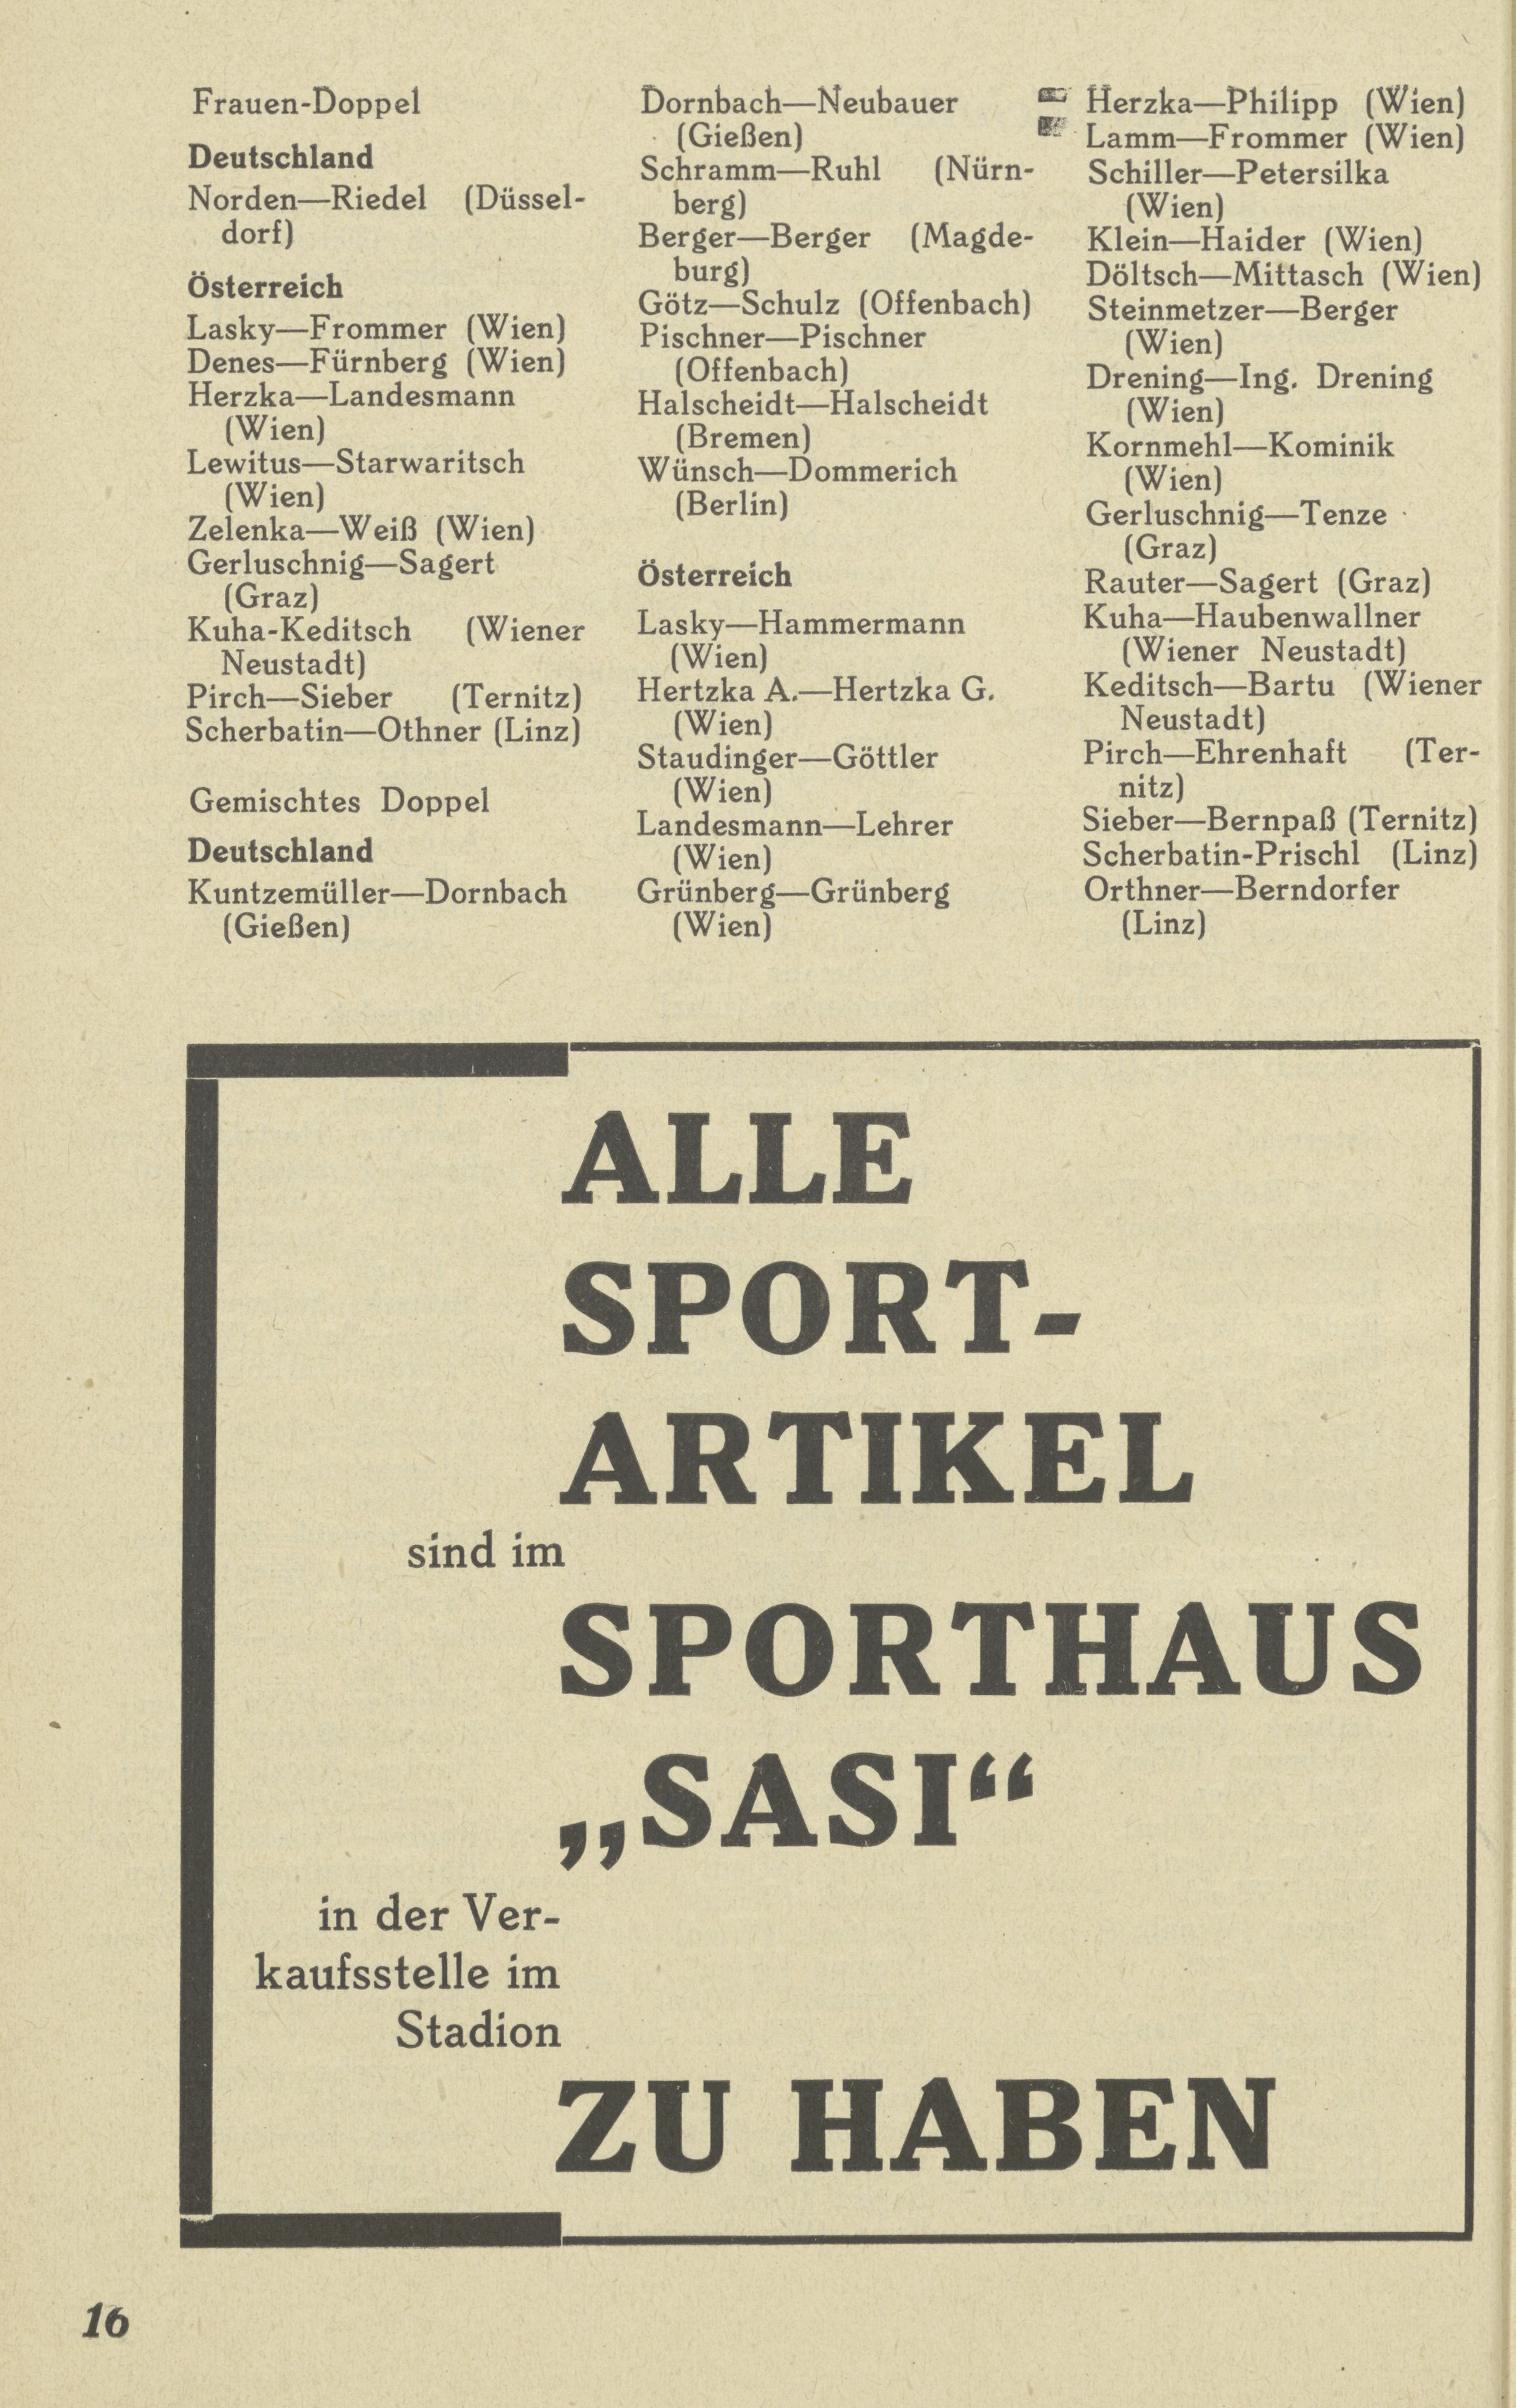 Frauen-Doppel
Deutschland
Norden—Riedel (Düssel-
dorf)
Österreich
Lasky—Frommer (Wien)
Denes—Fürnberg (Wien)
Herzka—Landesmann
(Wien)
Lewitus—Starwaritsch
(Wien)
Zelenka—Weiß (Wien)
Gerluschnig—Sagert
(Graz)
Kuha-Keditsch (Wiener
Neustadt)
Pirch—Sieber (Ternitz)
Scherbatin—Othner (Linz)
Gemischtes Doppel
Deutschland
Kuntzemüller—Dornbach
(Gießen)
Dornbach—Neubauer
(Gießen)
Schramm—Ruhl (Nürn-
berg)
Berger—Berger (Magde-
burg)
Götz—Schulz (Offenbach)
Pischner—Pischner
(Offenbach)
Halscheidt—Halscheidt
(Bremen)
Wünsch—Dommerich
(Berlin)
Österreich
Lasky—Hammermann
(Wien)
Hertzka A.—Hertzka G.
(Wien)
Staudinger—Göttler
(Wien)
Landesmann—Lehrer
(Wien)
Grünberg—Grünberg
(Wien)
Herzka—Philipp (Wien)
Lamm—Frommer (Wien)
Schiller—Petersilka
(Wien)
Klein—Haider (Wien)
Döltsch—Mittasch (Wien)
Steinmetzer—Berger
(Wien)
Drening—Ing. Drening
(Wien)
Kornmehl—Kominik
(Wien)
Gerluschnig—Tenze
(Graz)
Rauter—Sagert (Graz)
Kuha—Haubenwallner
(Wiener Neustadt)
Keditsch—Bartu (Wiener
Neustadt)
Pirch—Ehrenhaft (Ter-
nitz)
Sieber—Bernpaß (Ternitz)
Scherbatin-Prischl (Linz)
Orthner—Berndorfer
(Linz)
ALLE
SPORT-
ARTIKEL
sind im
SPORTHAUS
„SASI“
in der Ver-
kaufsstelle im
Stadion
ZU HABEN
16